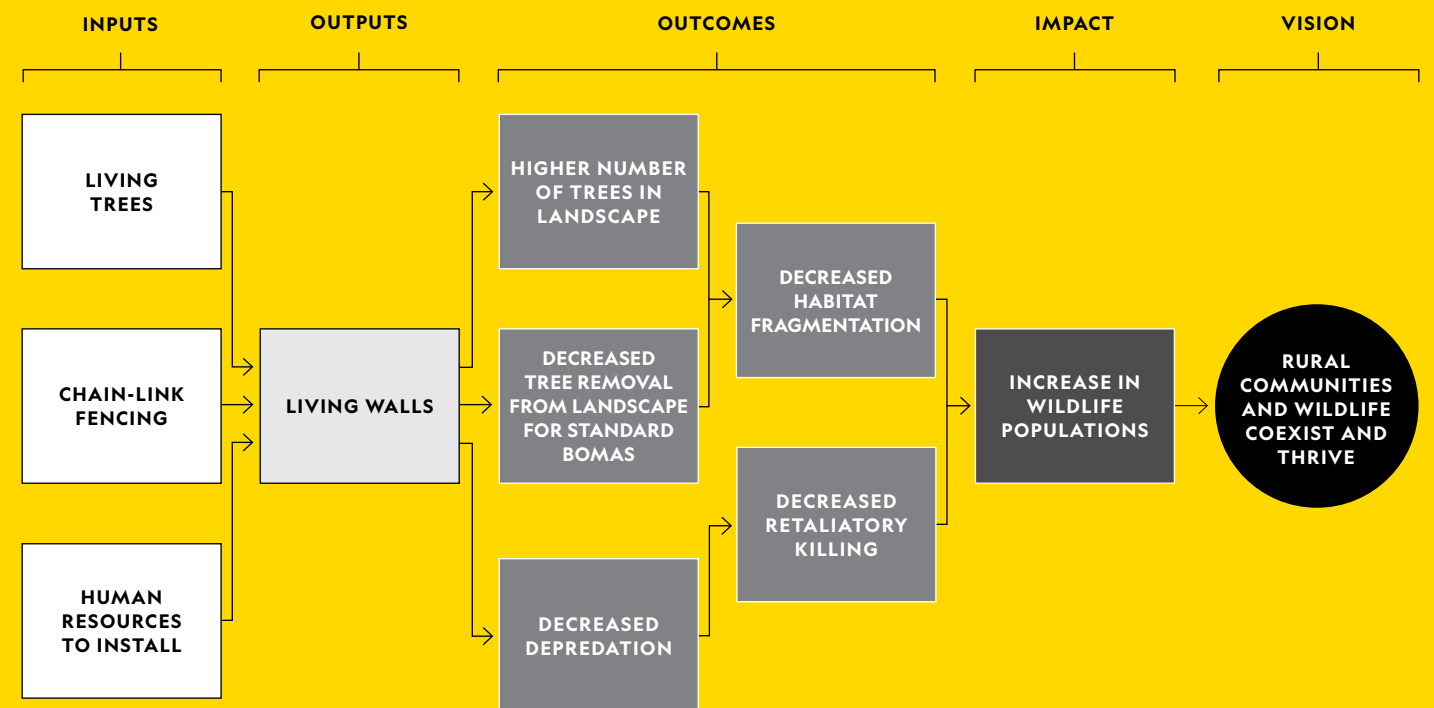 INPUTS
OUTPUTS
OUTCOMES
IMPACT
VISION
LIVING
TREES
CHAIN-LINK
FENCING
HUMAN
RESOURCES
TO INSTALL
LIVING WALLS
HIGHER NUMBER
OF TREES IN
LANDSCAPE
DECREASED
TREE REMOVAL
FROM LANDSCAPE
FOR STANDARD
BOMAS
DECREASED
DEPREDATION
DECREASED
HABITAT
FRAGMENTATION
DECREASED
RETALIATORY
KILLING
INCREASE IN
WILDLIFE
POPULATIONS
RURAL
COMMUNITIES
AND WILDLIFE
COEXIST AND
THRIVE